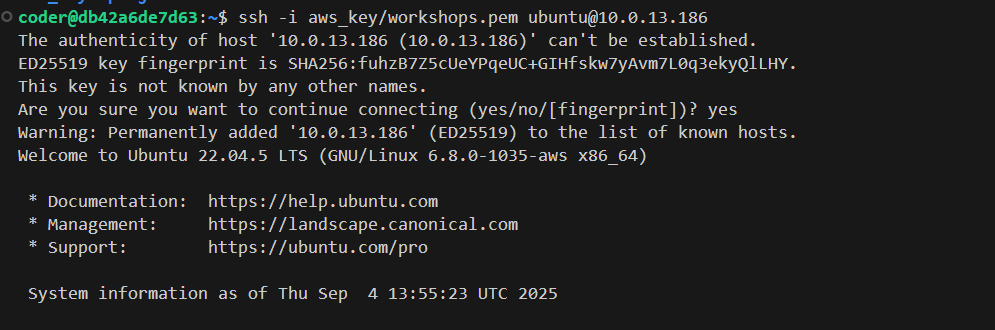 coder@db42a6de7d63:~$ ssh -i aws_key/workshops.pem ubuntu@10.0.13.186
The authenticity of host '10.0.13.186 (10.0.13.186)' can't be established.
ED25519 key fingerprint is SHA256:fuhzB7Z5cUeYPqeUC+GIHfskw7yAvm7L0q3ekyQlLHY.
This key is not known by any other names.
Are you sure you want to continue connecting (yes/no/[fingerprint])? yes
Warning: Permanently added '10.0.13.186' (ED25519) to the list of known hosts.
Welcome to Ubuntu 22.04.5 LTS (GNU/Linux 6.8.0-1035-aws x86_64)

 * Documentation:  https://help.ubuntu.com
 * Management:     https://landscape.canonical.com
 * Support:        https://ubuntu.com/pro

 System information as of Thu Sep  4 13:55:23 UTC 2025